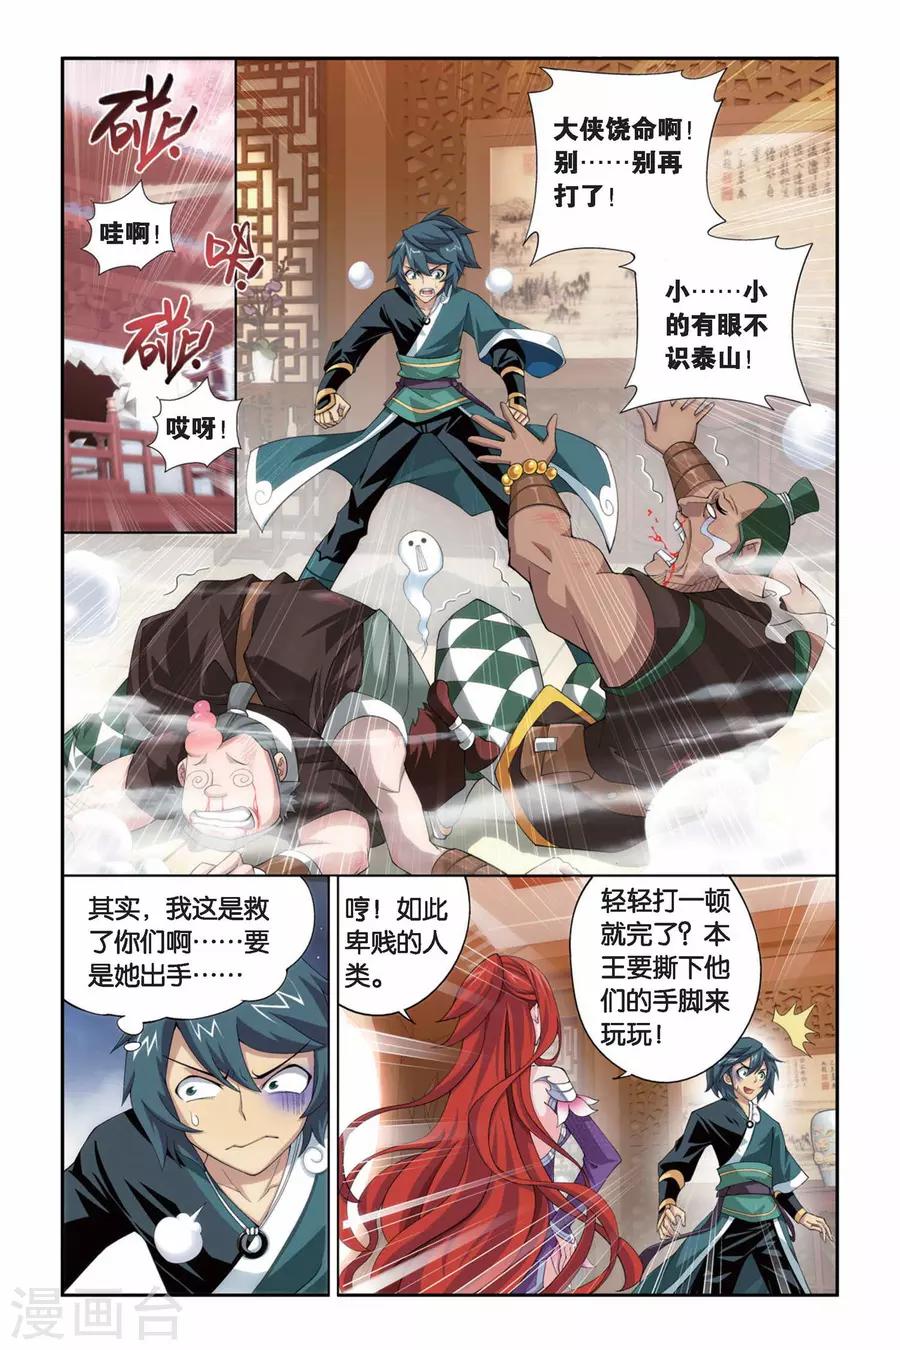 碰!
哇啊!
碰!
哎呀!
大侠饶命啊!
别……别再
打了!
小……小
的有眼不
识泰山!
其实，我这是救
了你们啊……要
是她出手……
哼！如此
卑贱的人
类。
轻轻打一顿
就完了？本
王要撕下他
们的手脚来
玩玩!
漫画台